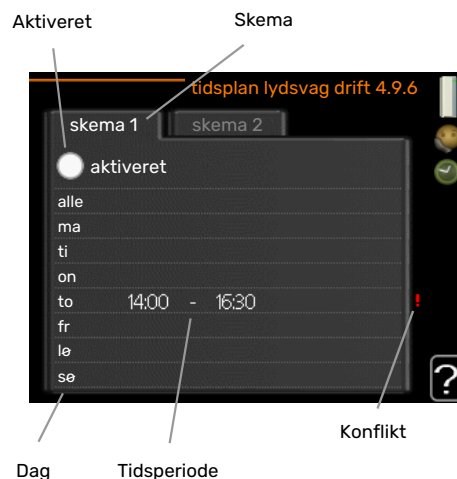 Aktiveret Skema
tidsplan lydsvag drift 4.9.6
skema 1 skema 2
aktiveret
alle
ma
ti
on
to 14:00 - 16:30 !
fr
lø
sø
?
Konflikt
Dag Tidsperiode